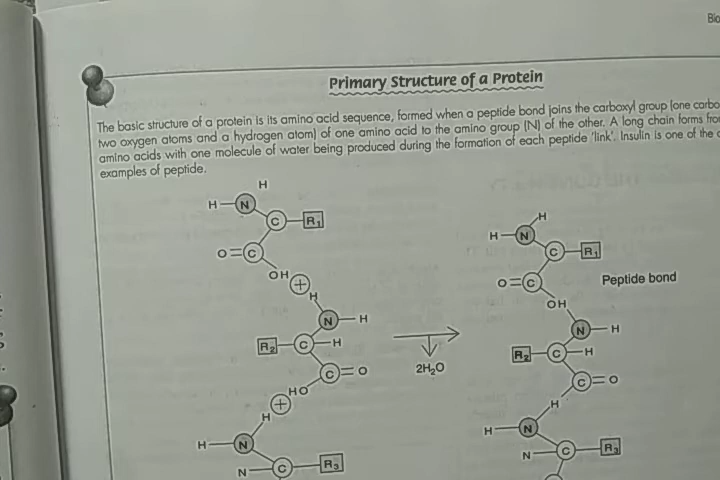 Bio
Primary Structure of a Protein
The basic structure of a protein is its amino acid sequence, formed when a peptide bond joins the carboxyl group (one carbo
two oxygen atoms and a hydrogen atom) of one amino acid to the amino group (N) of the other. A long chain forms fro
amino acids with one molecule of water being produced during the formation of each peptide 'link'. Insulin is one of the
examples of peptide.
H
H N
C R₁
O=C
OH
+
H
N H
R₂ C H
C=O
HO
+
H
H N
N C R₃
2H₂O
H
H N
C R₁
O=C
Peptide bond
OH
N H
R₂ C H
C=O
H
H N
N C R₃